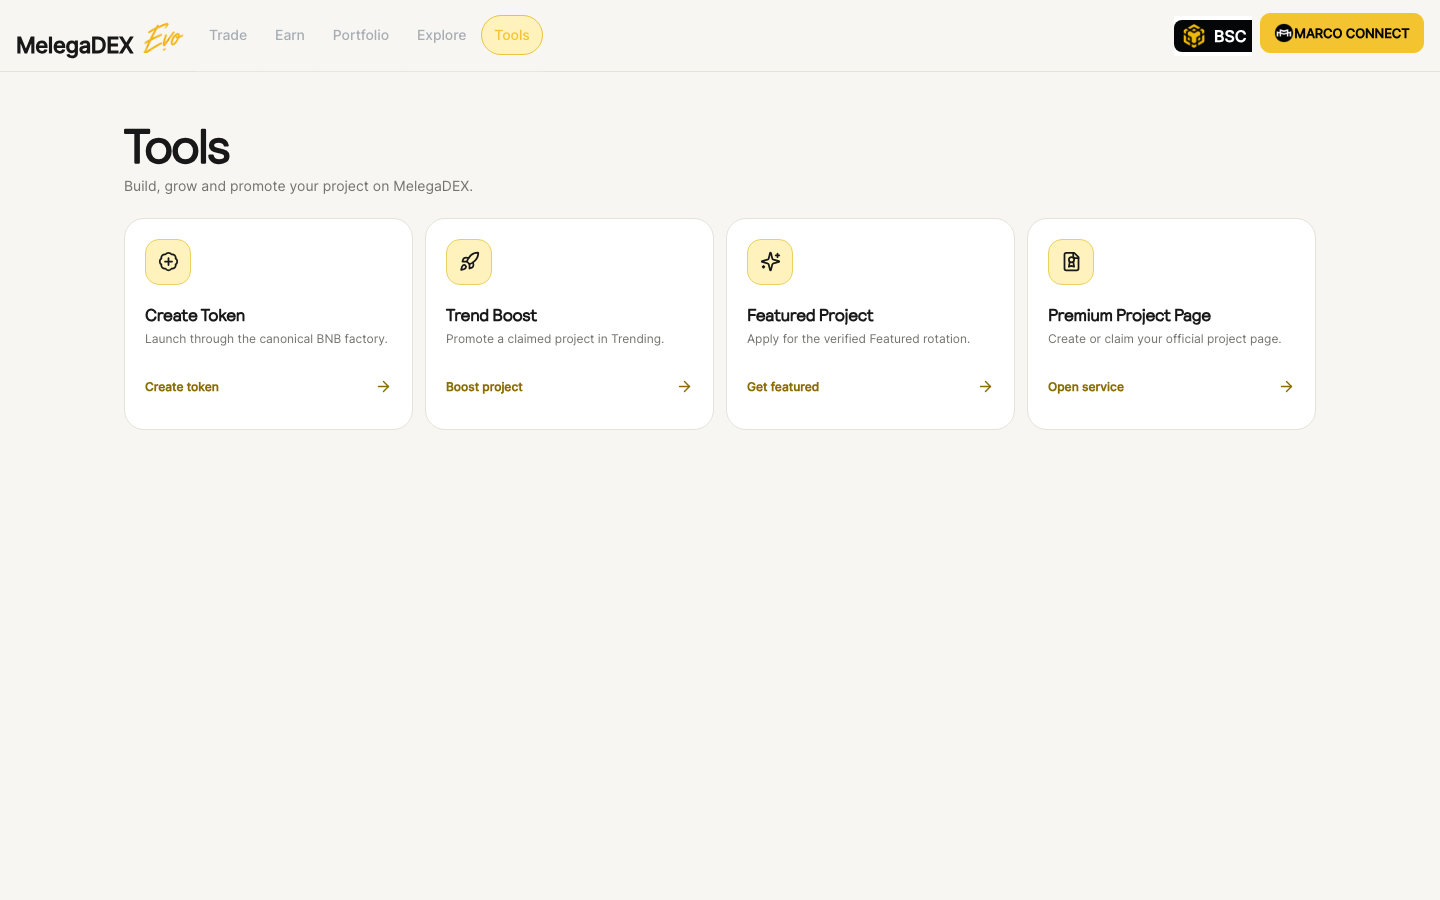 MelegaDEX Evo
Trade
Earn
Portfolio
Explore
Tools
BSC
MARCO CONNECT
Tools
Build, grow and promote your project on MelegaDEX.
Create Token
Launch through the canonical BNB factory.
Create token
Trend Boost
Promote a claimed project in Trending.
Boost project
Featured Project
Apply for the verified Featured rotation.
Get featured
Premium Project Page
Create or claim your official project page.
Open service